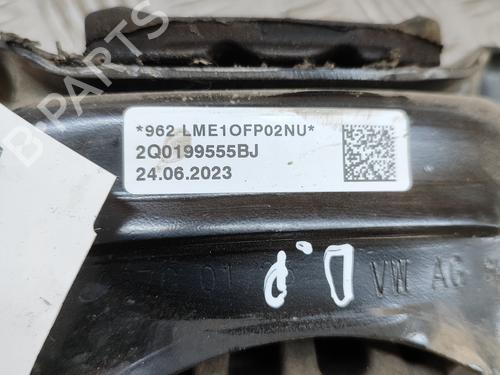 *962 LME1OFP02NU*
2Q0199555BJ
24.06.2023
D.P
VW AG
B PARTS